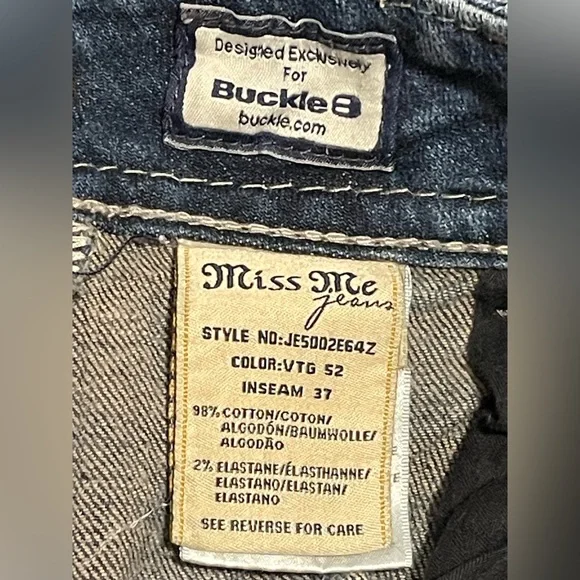 Designed Exclusively
For
Buckle B
buckle.com
Miss Me
jeans
STYLE NO:JE5002E64Z
COLOR:VTG 52
INSEAM 37
98% COTTON/COTON/
ALGODÓN/BAUMWOLLE/
ALGODÃO
2% ELASTANE/ÉLASTHANNE/
ELASTANO/ELASTAN/
ELASTANO
SEE REVERSE FOR CARE